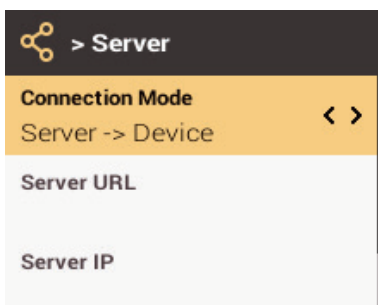 > Server
Connection Mode
Server -> Device
Server URL
Server IP